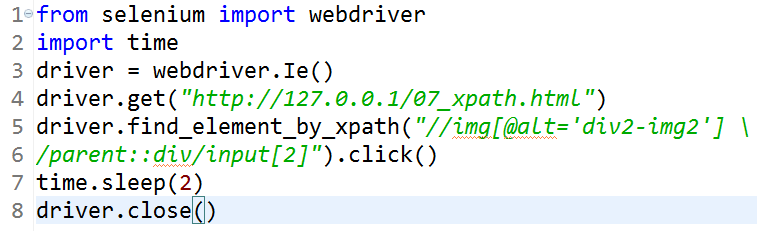 1 from selenium import webdriver
2 import time
3 driver = webdriver.Ie()
4 driver.get("http://127.0.0.1/07_xpath.html")
5 driver.find_element_by_xpath("//img[@alt='div2-img2'] \
6 /parent::div/input[2]").click()
7 time.sleep(2)
8 driver.close()